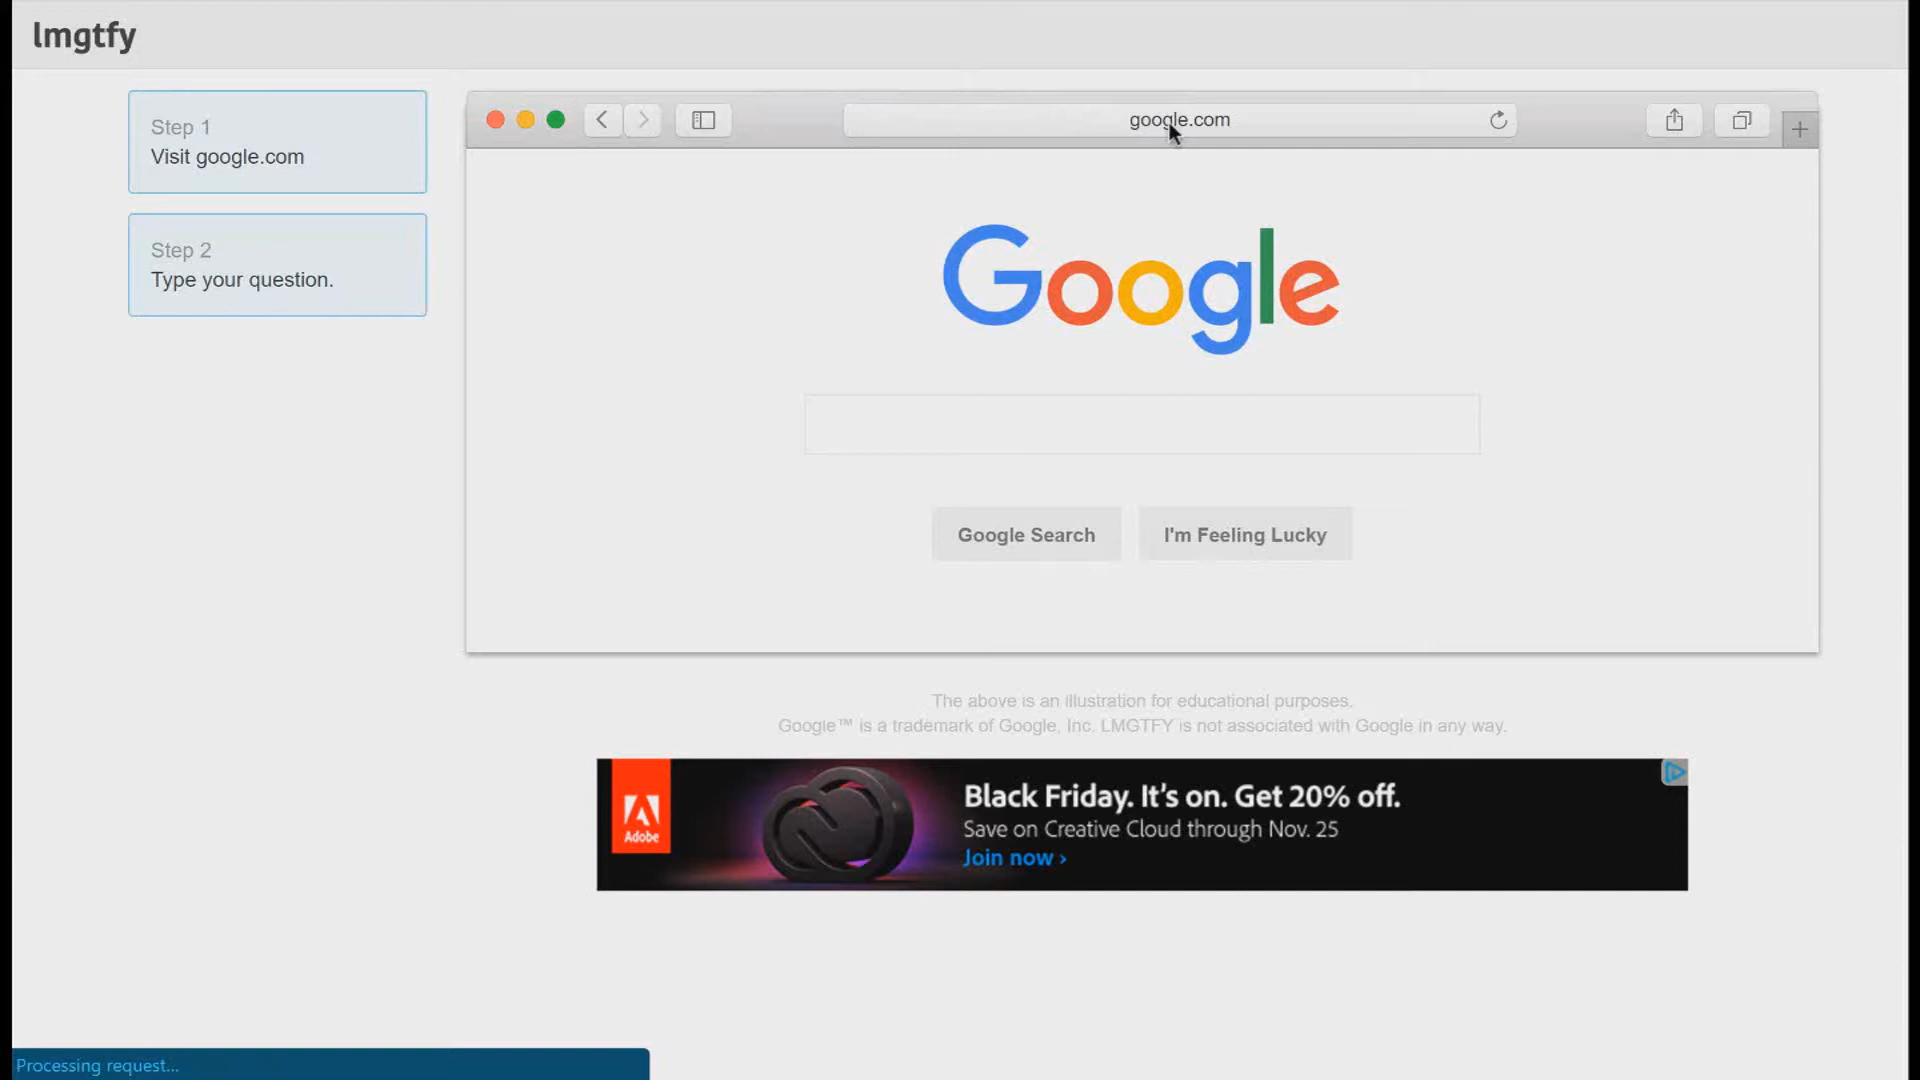 lmgtfy
Step 1
Visit google.com
Step 2
Type your question.
google.com
Google
Google Search
I'm Feeling Lucky
The above is an illustration for educational purposes.
Google™ is a trademark of Google, Inc. LMGTFY is not associated with Google in any way.
Adobe
Black Friday. It's on. Get 20% off.
Save on Creative Cloud through Nov. 25
Join now ›
Processing request...